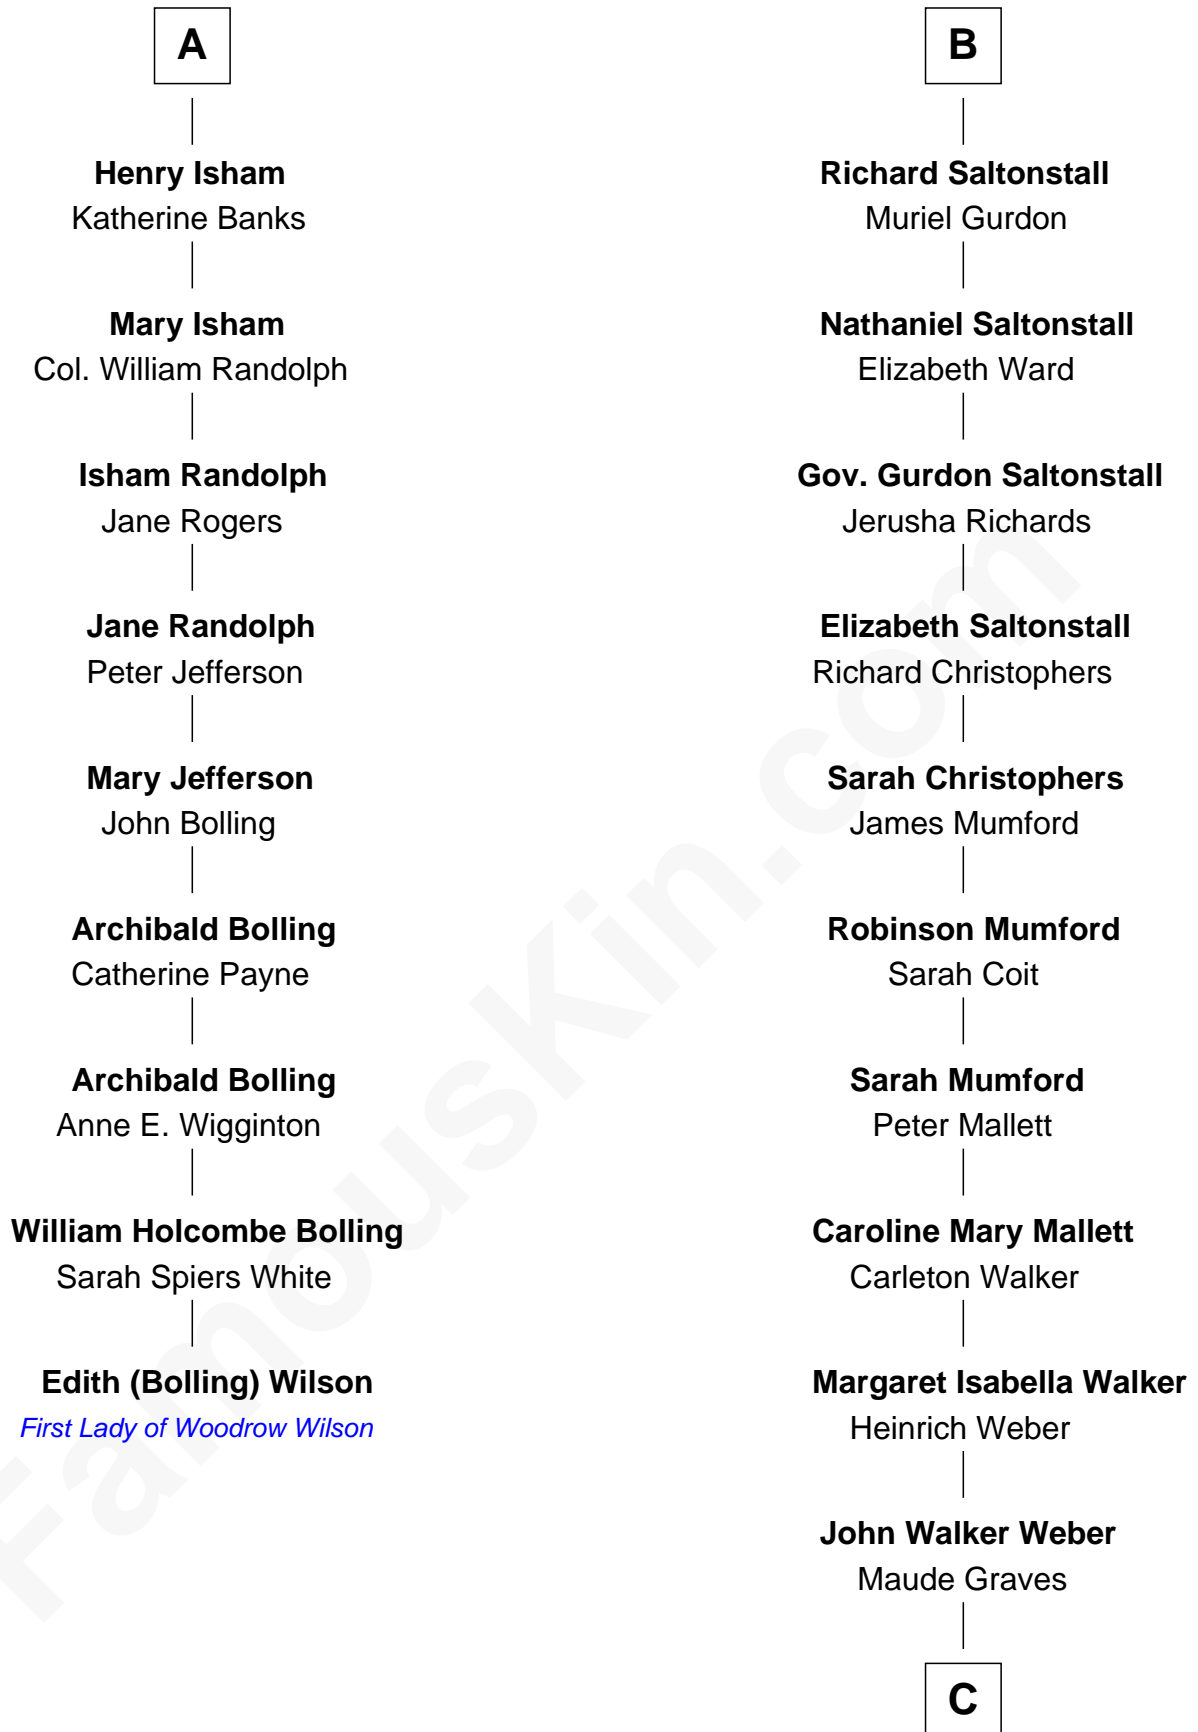 A
Henry Isham
Katherine Banks
Mary Isham
Col. William Randolph
Isham Randolph
Jane Rogers
Jane Randolph
Peter Jefferson
Mary Jefferson
John Bolling
Archibald Bolling
Catherine Payne
Archibald Bolling
Anne E. Wigginton
William Holcombe Bolling
Sarah Spiers White
Edith (Bolling) Wilson
First Lady of Woodrow Wilson
B
Richard Saltonstall
Muriel Gurdon
Nathaniel Saltonstall
Elizabeth Ward
Gov. Gurdon Saltonstall
Jerusha Richards
Elizabeth Saltonstall
Richard Christophers
Sarah Christophers
James Mumford
Robinson Mumford
Sarah Coit
Sarah Mumford
Peter Mallett
Caroline Mary Mallett
Carleton Walker
Margaret Isabella Walker
Heinrich Weber
John Walker Weber
Maude Graves
C
FamousKin.com